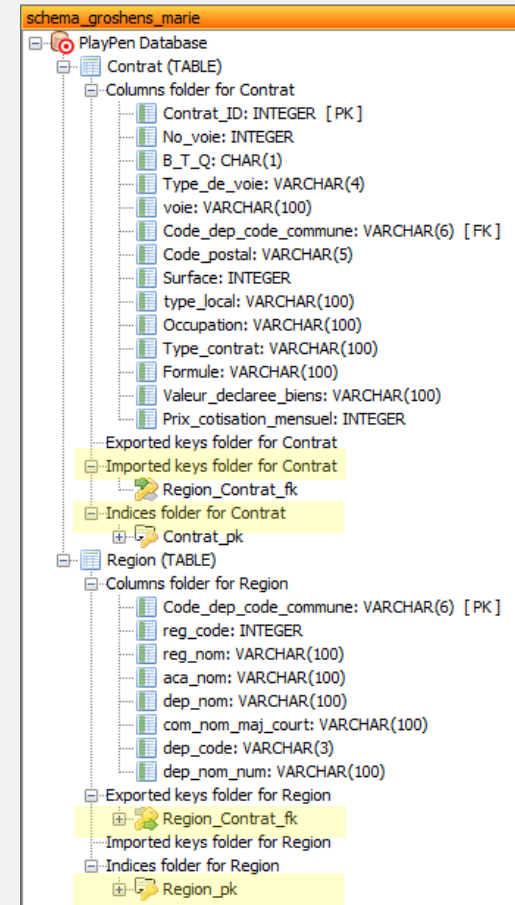 schema_groshens_marie
PlayPen Database
Contrat (TABLE)
Columns folder for Contrat
Contrat_ID: INTEGER [ PK ]
No_voie: INTEGER
B_T_Q: CHAR(1)
Type_de_voie: VARCHAR(4)
voie: VARCHAR(100)
Code_dep_code_commune: VARCHAR(6) [ FK ]
Code_postal: VARCHAR(5)
Surface: INTEGER
type_local: VARCHAR(100)
Occupation: VARCHAR(100)
Type_contrat: VARCHAR(100)
Formule: VARCHAR(100)
Valeur_declaree_biens: VARCHAR(100)
Prix_cotisation_mensuel: INTEGER
Exported keys folder for Contrat
Imported keys folder for Contrat
Region_Contrat_fk
Indices folder for Contrat
Contrat_pk
Region (TABLE)
Columns folder for Region
Code_dep_code_commune: VARCHAR(6) [ PK ]
reg_code: INTEGER
reg_nom: VARCHAR(100)
aca_nom: VARCHAR(100)
dep_nom: VARCHAR(100)
com_nom_maj_court: VARCHAR(100)
dep_code: VARCHAR(3)
dep_nom_num: VARCHAR(100)
Exported keys folder for Region
Region_Contrat_fk
Imported keys folder for Region
Indices folder for Region
Region_pk